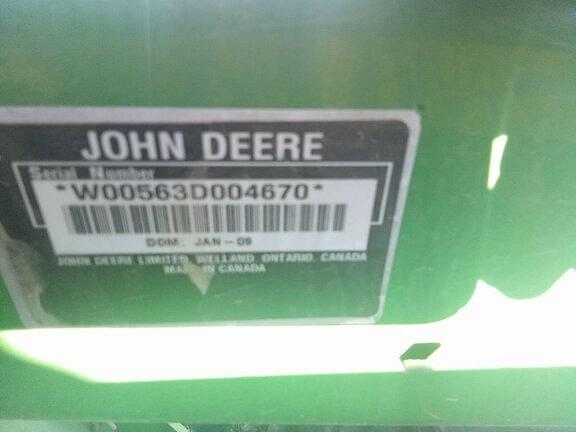 JOHN DEERE
Serial Number
*W00563D004670*
DOM: JAN-09
JOHN DEERE LIMITED, WELLAND, ONTARIO, CANADA
MADE IN CANADA